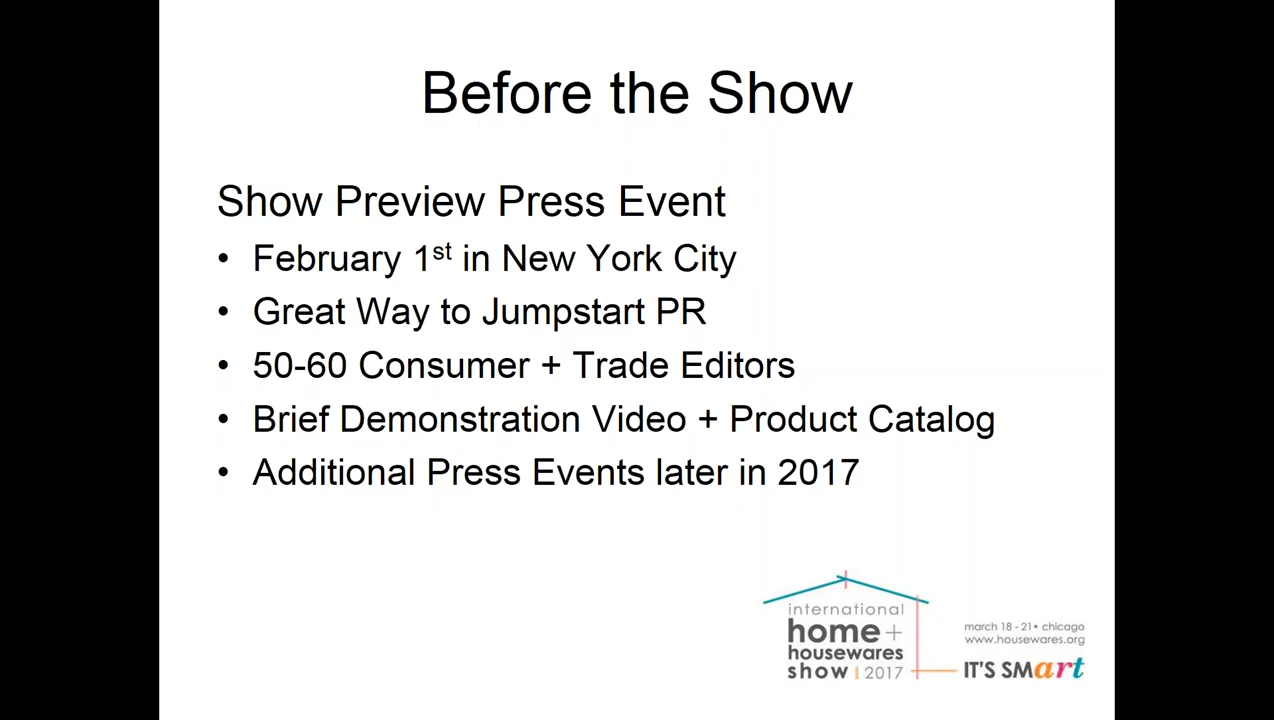 Before the Show
Show Preview Press Event
• February 1st in New York City
• Great Way to Jumpstart PR
• 50-60 Consumer + Trade Editors
• Brief Demonstration Video + Product Catalog
• Additional Press Events later in 2017
international
home+
housewares
show | 2017
march 18 - 21 • chicago
www.housewares.org
IT'S SMart